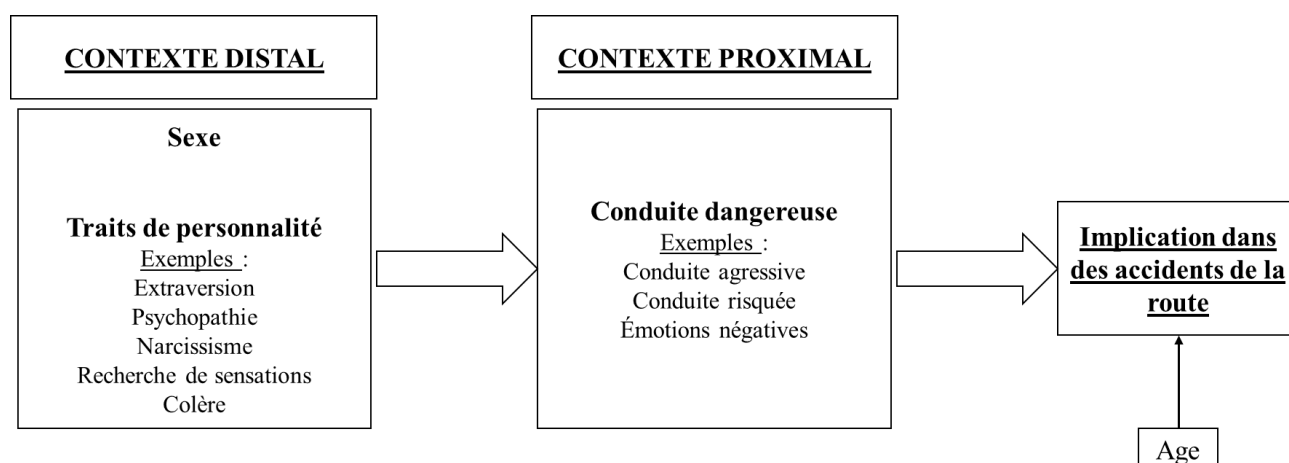 CONTEXTE DISTAL
Sexe
Traits de personnalité
Exemples :
Extraversion
Psychopathie
Narcissisme
Recherche de sensations
Colère
CONTEXTE PROXIMAL
Conduite dangereuse
Exemples :
Conduite agressive
Conduite risquée
Émotions négatives
Implication dans
des accidents de la
route
Age